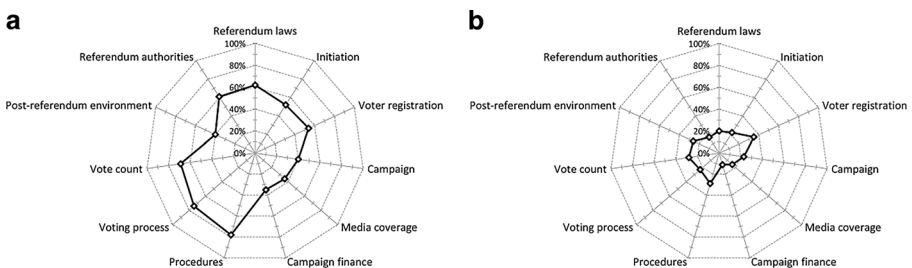 a
Referendum laws
100%
80%
60%
40%
20%
0%
Initiation
Voter registration
Campaign
Media coverage
Campaign finance
Procedures
Voting process
Vote count
Post-referendum environment
Referendum authorities
b
Referendum laws
100%
80%
60%
40%
20%
0%
Initiation
Voter registration
Campaign
Media coverage
Campaign finance
Procedures
Voting process
Vote count
Post-referendum environment
Referendum authorities